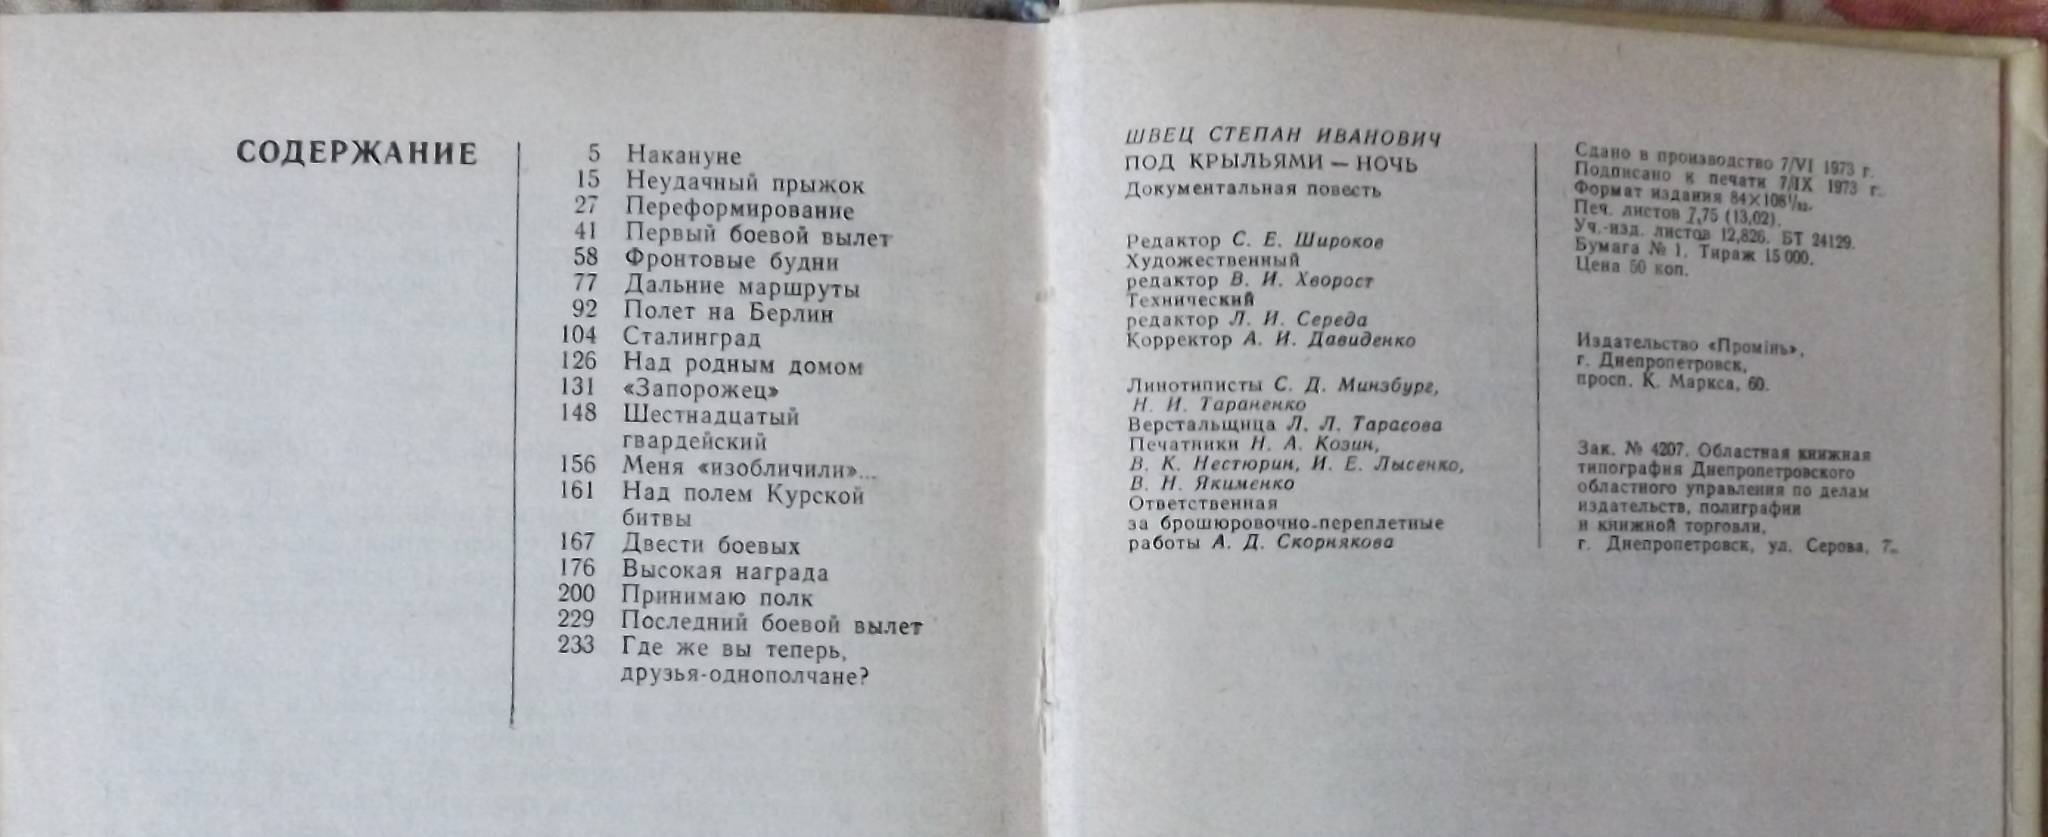 СОДЕРЖАНИЕ
5 Накануне
15 Неудачный прыжок
27 Переформирование
41 Первый боевой вылет
58 Фронтовые будни
77 Дальние маршруты
92 Полет на Берлин
104 Сталинград
126 Над родным домом
131 «Запорожец»
148 Шестнадцатый
гвардейский
156 Меня «изобличили»...
161 Над полем Курской
битвы
167 Двести боевых
176 Высокая награда
200 Принимаю полк
229 Последний боевой вылет
233 Где же вы теперь,
друзья-однополчане?
ШВЕЦ СТЕПАН ИВАНОВИЧ
ПОД КРЫЛЬЯМИ — НОЧЬ
Документальная повесть
Редактор С. Е. Широков
Художественный
редактор В. И. Хворост
Технический
редактор Л. И. Середа
Корректор А. И. Давиденко
Линотиписты С. Д. Минзбург,
Н. И. Тараненко
Верстальщица Л. Л. Тарасова
Печатники Н. А. Козин,
В. К. Нестюрин, И. Е. Лысенко,
В. Н. Якименко
Ответственная
за брошюровочно-переплетные
работы А. Д. Скорнякова
Сдано в производство 7/VI 1973 г.
Подписано к печати 7/IX 1973 г.
Формат издания 84×108 1/32.
Печ. листов 7,75 (13,02).
Уч.-изд. листов 12,826. БТ 24129.
Бумага № 1. Тираж 15 000.
Цена 50 коп.
Издательство «Промінь»,
г. Днепропетровск,
просп. К. Маркса, 60.
Зак. № 4207. Областная книжная
типография Днепропетровского
областного управления по делам
издательств, полиграфии
и книжной торговли,
г. Днепропетровск, ул. Серова, 7.